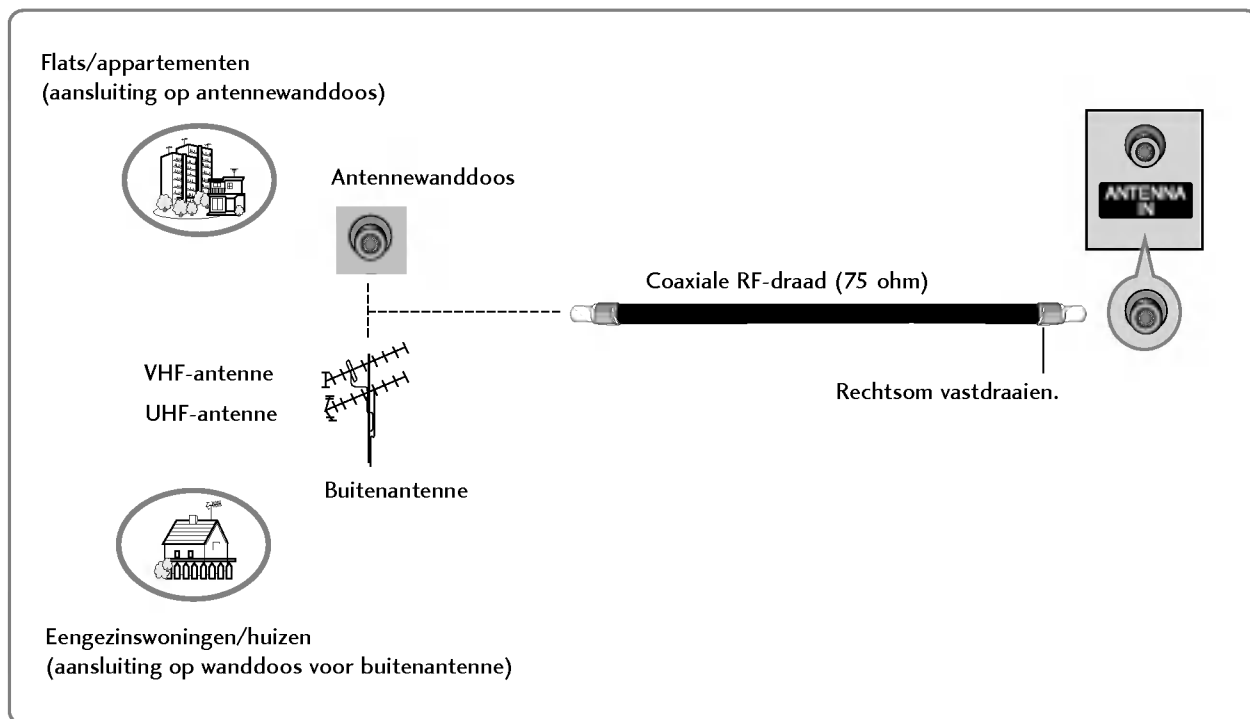 Flats/appartementen
(aansluiting op antennewanddoos)
Antennewanddoos
ANTENNA
IN
Coaxiale RF-draad (75 ohm)
VHF-antenne
UHF-antenne
Rechtsom vastdraaien.
Buitenantenne
Eengezinswoningen/huizen
(aansluiting op wanddoos voor buitenantenne)